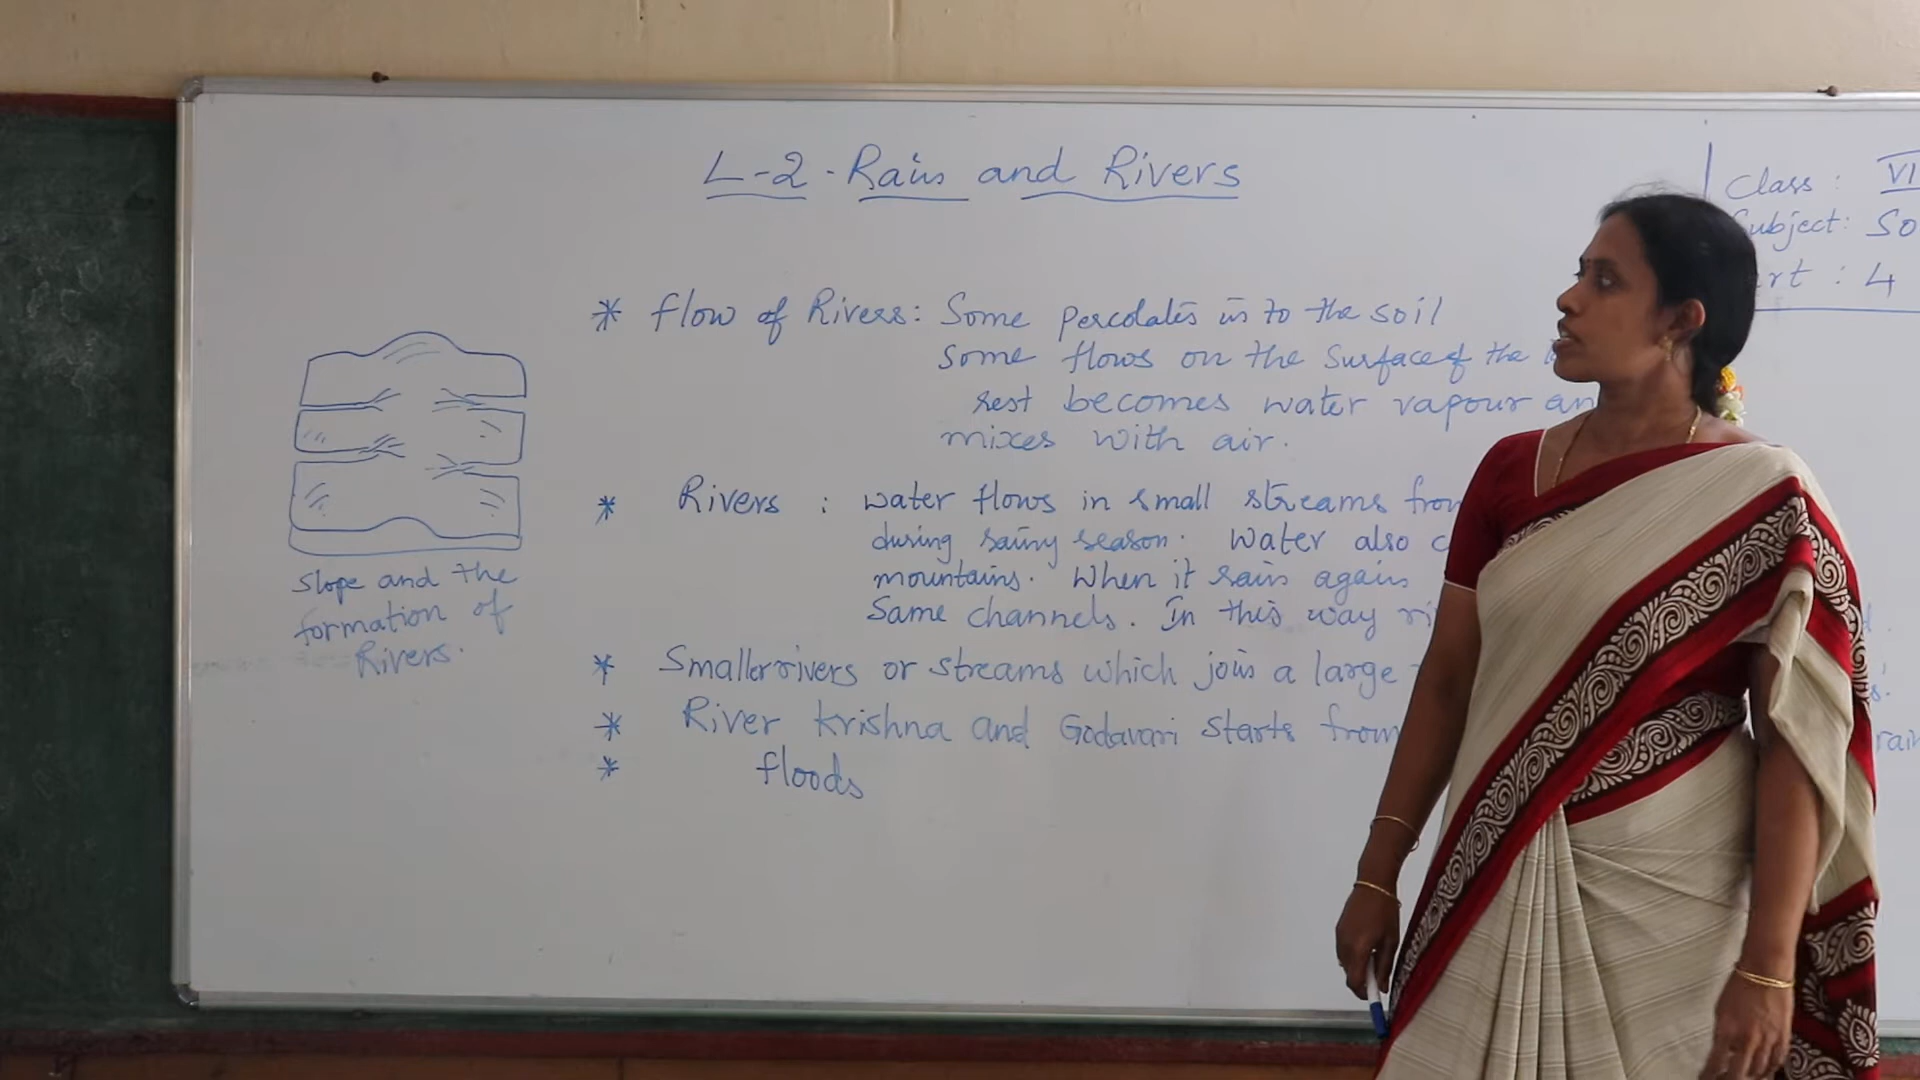 L-2 - Rain and Rivers
Class : VI
Subject: So
rt : 4
* flow of Rivers: Some percolates in to the soil
some flows on the surface of the
rest becomes water vapour an
mixes with air.
* Rivers : water flows in small streams from
during rainy season. Water also c
mountains. When it rain again
Same channels. In this way ri
* Smaller rivers or streams which join a large
* River Krishna and Godavari starts from
rain
* floods
Slope and the
formation of
Rivers.